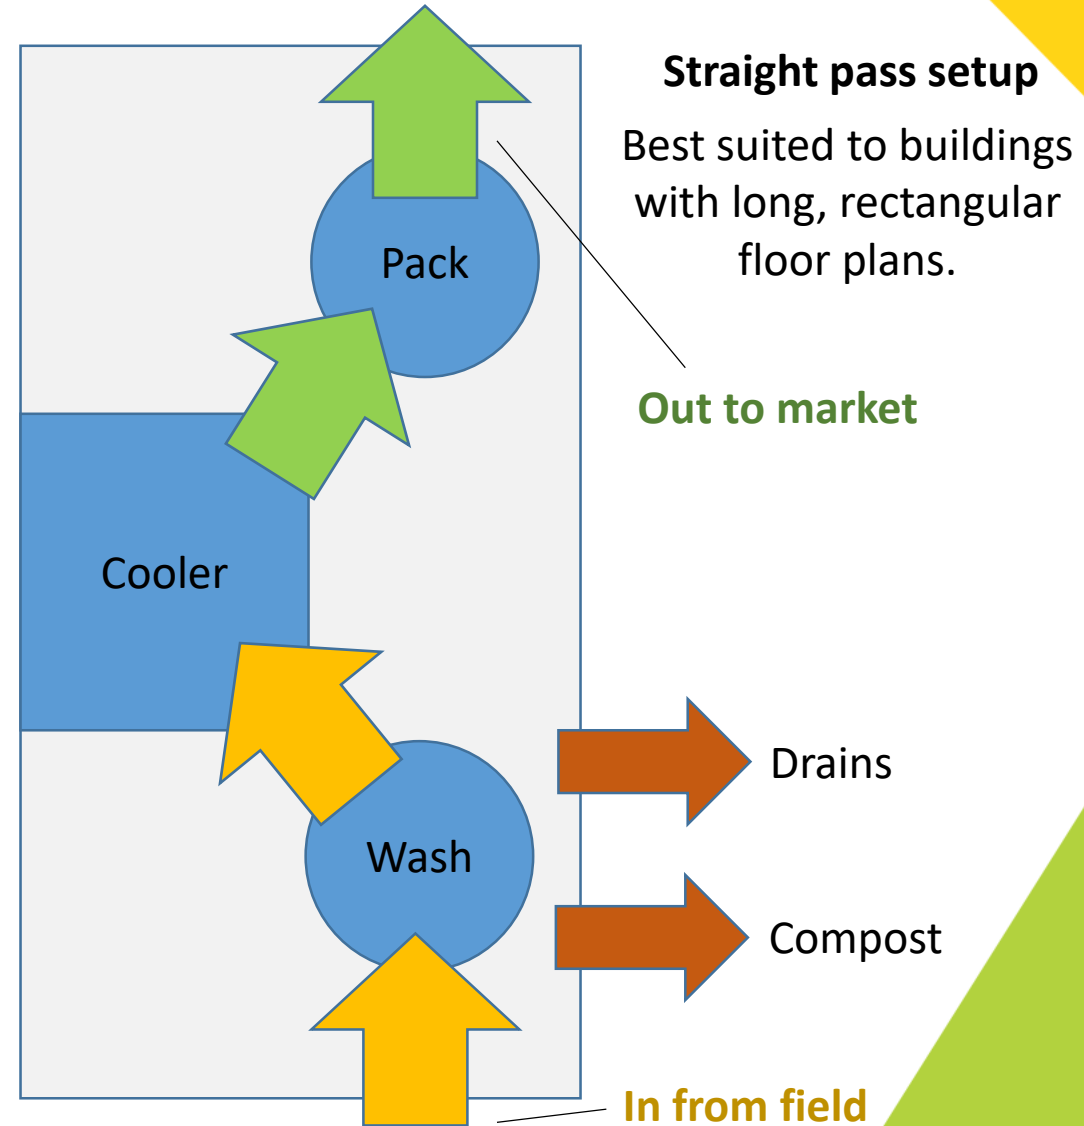 Straight pass setup
Best suited to buildings
with long, rectangular
floor plans.
Pack
Out to market
Cooler
Drains
Wash
Compost
In from field